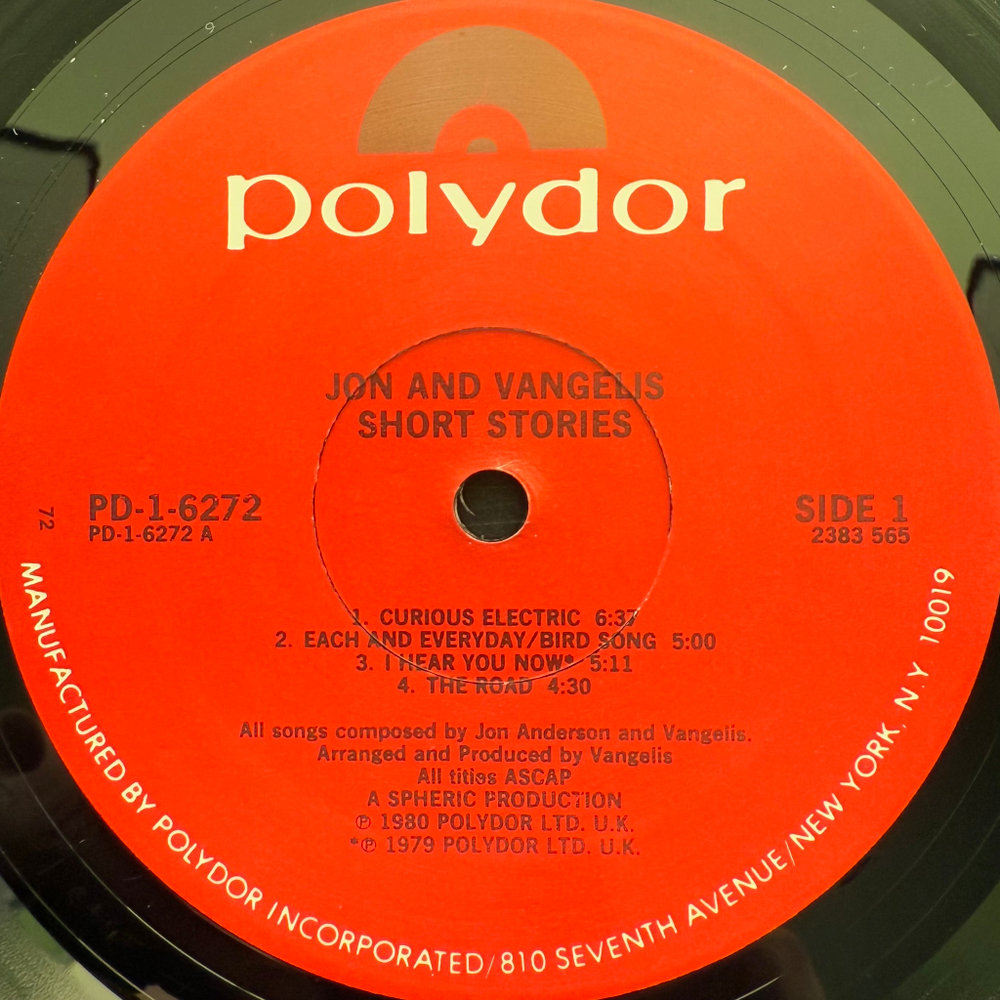 polydor
JON AND VANGELIS
SHORT STORIES
PD-1-6272
PD-1-6272 A
72
SIDE 1
2383 565
1. CURIOUS ELECTRIC 6:37
2. EACH AND EVERYDAY/BIRD SONG 5:00
3. I HEAR YOU NOW* 5:11
4. THE ROAD 4:30
All songs composed by Jon Anderson and Vangelis.
Arranged and Produced by Vangelis
All titles ASCAP
A SPHERIC PRODUCTION
℗ 1980 POLYDOR LTD. U.K.
*℗ 1979 POLYDOR LTD. U.K.
MANUFACTURED BY POLYDOR INCORPORATED/810 SEVENTH AVENUE/NEW YORK, N.Y 10019